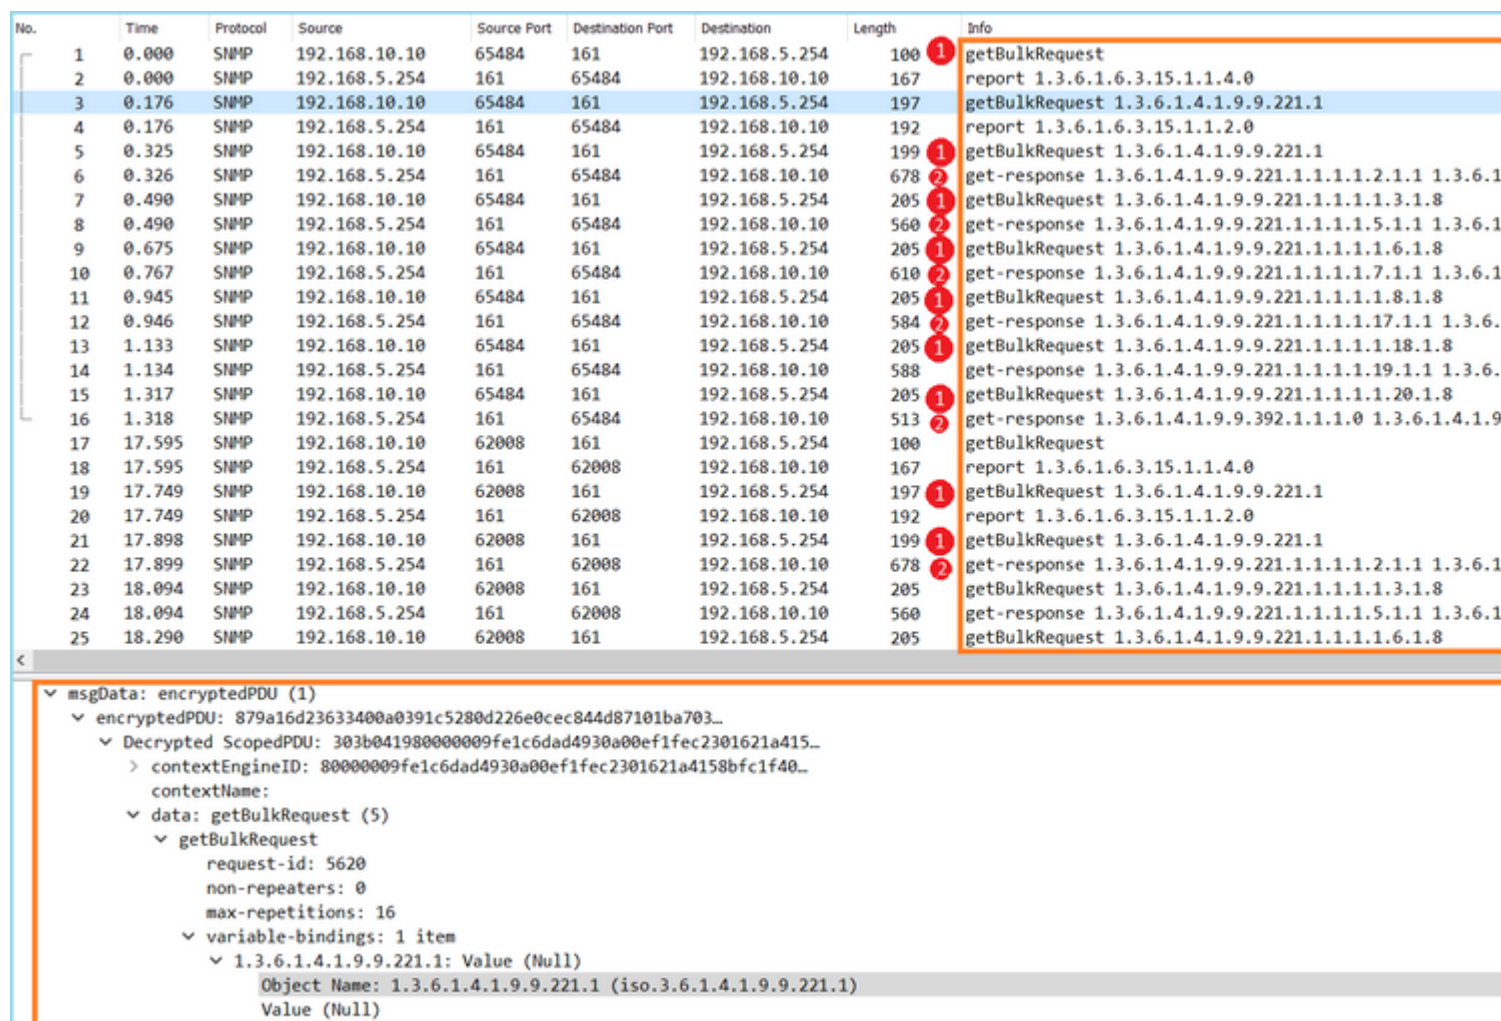 No. Time Protocol Source Source Port Destination Port Destination Length Info
1 0.000 SNMP 192.168.10.10 65484 161 192.168.5.254 100 1 getBulkRequest
2 0.000 SNMP 192.168.5.254 161 65484 192.168.10.10 167 report 1.3.6.1.6.3.15.1.1.4.0
3 0.176 SNMP 192.168.10.10 65484 161 192.168.5.254 197 getBulkRequest 1.3.6.1.4.1.9.9.221.1
4 0.176 SNMP 192.168.5.254 161 65484 192.168.10.10 192 report 1.3.6.1.6.3.15.1.1.2.0
5 0.325 SNMP 192.168.10.10 65484 161 192.168.5.254 199 1 getBulkRequest 1.3.6.1.4.1.9.9.221.1
6 0.326 SNMP 192.168.5.254 161 65484 192.168.10.10 678 2 get-response 1.3.6.1.4.1.9.9.221.1.1.1.1.2.1.1 1.3.6.1
7 0.490 SNMP 192.168.10.10 65484 161 192.168.5.254 205 1 getBulkRequest 1.3.6.1.4.1.9.9.221.1.1.1.1.3.1.8
8 0.490 SNMP 192.168.5.254 161 65484 192.168.10.10 560 2 get-response 1.3.6.1.4.1.9.9.221.1.1.1.1.5.1.1 1.3.6.1
9 0.675 SNMP 192.168.10.10 65484 161 192.168.5.254 205 1 getBulkRequest 1.3.6.1.4.1.9.9.221.1.1.1.1.6.1.8
10 0.767 SNMP 192.168.5.254 161 65484 192.168.10.10 610 2 get-response 1.3.6.1.4.1.9.9.221.1.1.1.1.7.1.1 1.3.6.1
11 0.945 SNMP 192.168.10.10 65484 161 192.168.5.254 205 1 getBulkRequest 1.3.6.1.4.1.9.9.221.1.1.1.1.8.1.8
12 0.946 SNMP 192.168.5.254 161 65484 192.168.10.10 584 2 get-response 1.3.6.1.4.1.9.9.221.1.1.1.1.17.1.1 1.3.6.
13 1.133 SNMP 192.168.10.10 65484 161 192.168.5.254 205 1 getBulkRequest 1.3.6.1.4.1.9.9.221.1.1.1.1.18.1.8
14 1.134 SNMP 192.168.5.254 161 65484 192.168.10.10 588 get-response 1.3.6.1.4.1.9.9.221.1.1.1.1.19.1.1 1.3.6.
15 1.317 SNMP 192.168.10.10 65484 161 192.168.5.254 205 1 getBulkRequest 1.3.6.1.4.1.9.9.221.1.1.1.1.20.1.8
16 1.318 SNMP 192.168.5.254 161 65484 192.168.10.10 513 2 get-response 1.3.6.1.4.1.9.9.392.1.1.1.0 1.3.6.1.4.1.9
17 17.595 SNMP 192.168.10.10 62008 161 192.168.5.254 100 getBulkRequest
18 17.595 SNMP 192.168.5.254 161 62008 192.168.10.10 167 report 1.3.6.1.6.3.15.1.1.4.0
19 17.749 SNMP 192.168.10.10 62008 161 192.168.5.254 197 1 getBulkRequest 1.3.6.1.4.1.9.9.221.1
20 17.749 SNMP 192.168.5.254 161 62008 192.168.10.10 192 report 1.3.6.1.6.3.15.1.1.2.0
21 17.898 SNMP 192.168.10.10 62008 161 192.168.5.254 199 1 getBulkRequest 1.3.6.1.4.1.9.9.221.1
22 17.899 SNMP 192.168.5.254 161 62008 192.168.10.10 678 2 get-response 1.3.6.1.4.1.9.9.221.1.1.1.1.2.1.1 1.3.6.1
23 18.094 SNMP 192.168.10.10 62008 161 192.168.5.254 205 getBulkRequest 1.3.6.1.4.1.9.9.221.1.1.1.1.3.1.8
24 18.094 SNMP 192.168.5.254 161 62008 192.168.10.10 560 get-response 1.3.6.1.4.1.9.9.221.1.1.1.1.5.1.1 1.3.6.1
25 18.290 SNMP 192.168.10.10 62008 161 192.168.5.254 205 getBulkRequest 1.3.6.1.4.1.9.9.221.1.1.1.1.6.1.8
msgData: encryptedPDU (1)
encryptedPDU: 879a16d23633400a0391c5280d226e0cec844d87101ba703…
Decrypted ScopedPDU: 303b041980000009fe1c6dad4930a00ef1fec2301621a415…
contextEngineID: 80000009fe1c6dad4930a00ef1fec2301621a4158bfc1f40…
contextName:
data: getBulkRequest (5)
getBulkRequest
request-id: 5620
non-repeaters: 0
max-repetitions: 16
variable-bindings: 1 item
1.3.6.1.4.1.9.9.221.1: Value (Null)
Object Name: 1.3.6.1.4.1.9.9.221.1 (iso.3.6.1.4.1.9.9.221.1)
Value (Null)